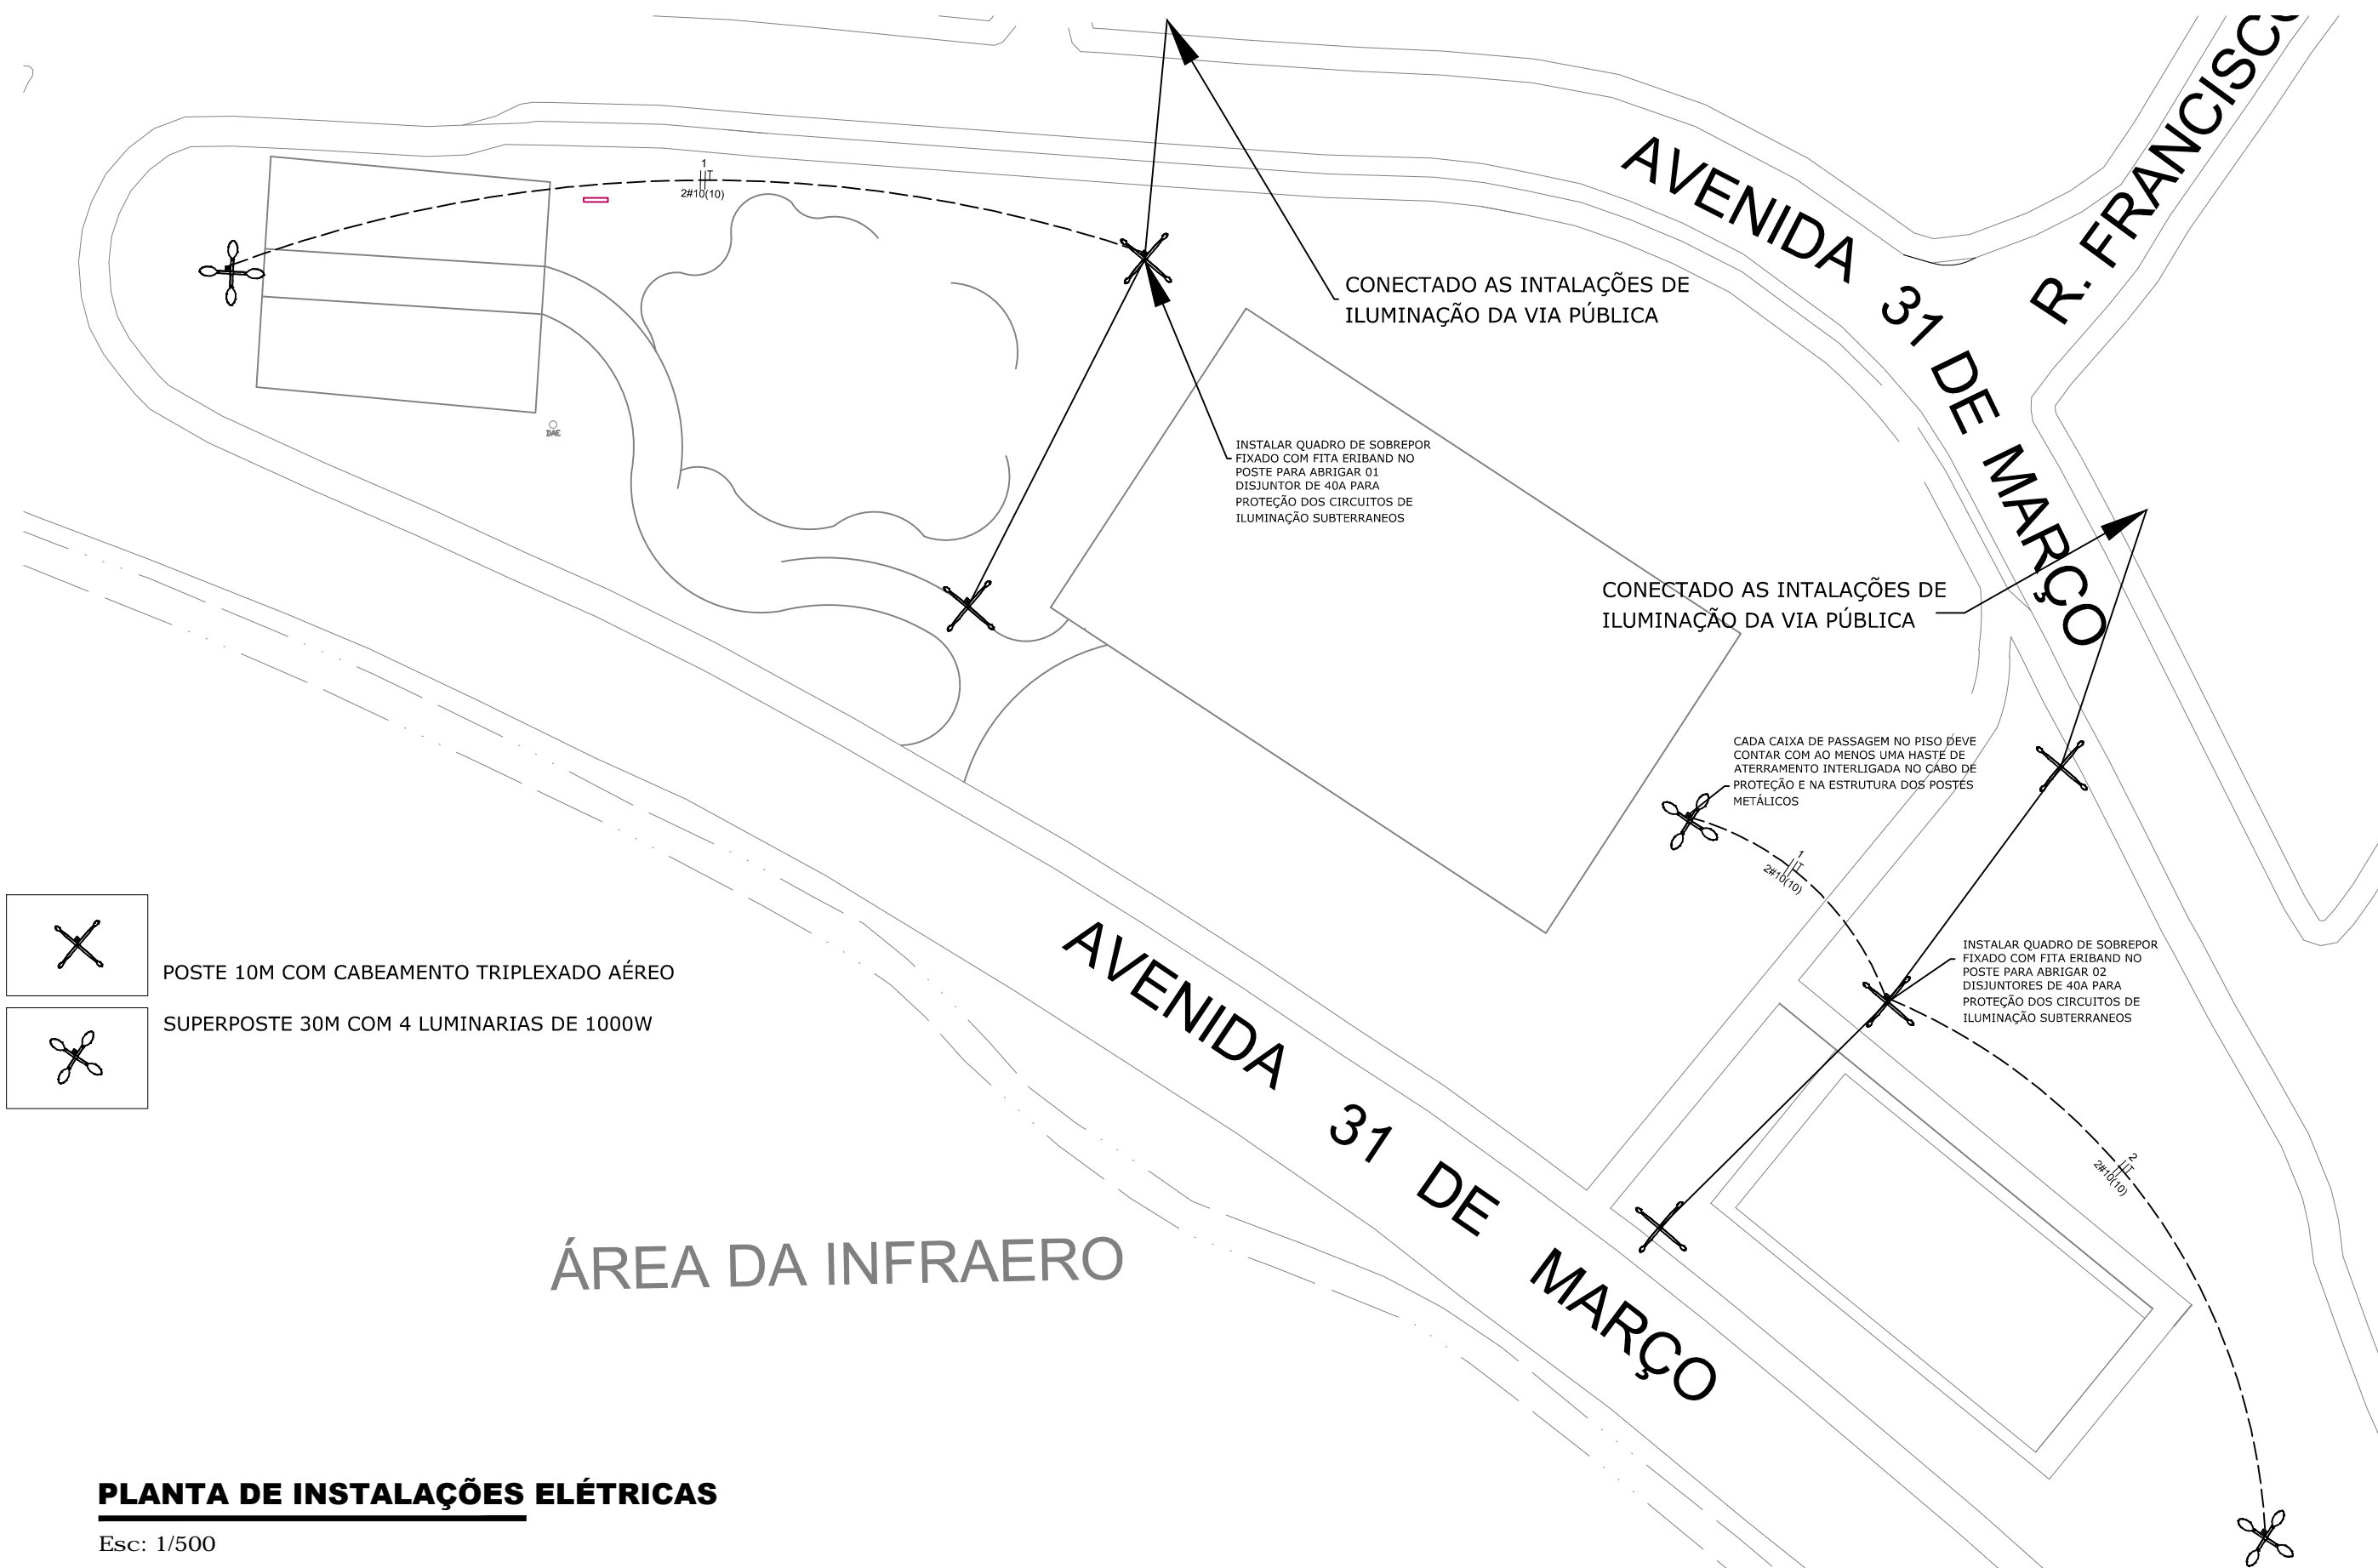 R. FRANCISCO
AVENIDA 31 DE MARÇO
1
T
2#10(10)
CONECTADO AS INTALAÇÕES DE
ILUMINAÇÃO DA VIA PÚBLICA
DAE
INSTALAR QUADRO DE SOBREPOR
FIXADO COM FITA ERIBAND NO
POSTE PARA ABRIGAR 01
DISJUNTOR DE 40A PARA
PROTEÇÃO DOS CIRCUITOS DE
ILUMINAÇÃO SUBTERRANEOS
CONECTADO AS INTALAÇÕES DE
ILUMINAÇÃO DA VIA PÚBLICA
CADA CAIXA DE PASSAGEM NO PISO DEVE
CONTAR COM AO MENOS UMA HASTE DE
ATERRAMENTO INTERLIGADA NO CABO DE
PROTEÇÃO E NA ESTRUTURA DOS POSTES
METÁLICOS
1
T
2#10(10)
INSTALAR QUADRO DE SOBREPOR
FIXADO COM FITA ERIBAND NO
POSTE PARA ABRIGAR 02
DISJUNTORES DE 40A PARA
PROTEÇÃO DOS CIRCUITOS DE
ILUMINAÇÃO SUBTERRANEOS
2
T
2#10(10)
POSTE 10M COM CABEAMENTO TRIPLEXADO AÉREO
SUPERPOSTE 30M COM 4 LUMINARIAS DE 1000W
AVENIDA 31 DE MARÇO
ÁREA DA INFRAERO
PLANTA DE INSTALAÇÕES ELÉTRICAS
Esc: 1/500